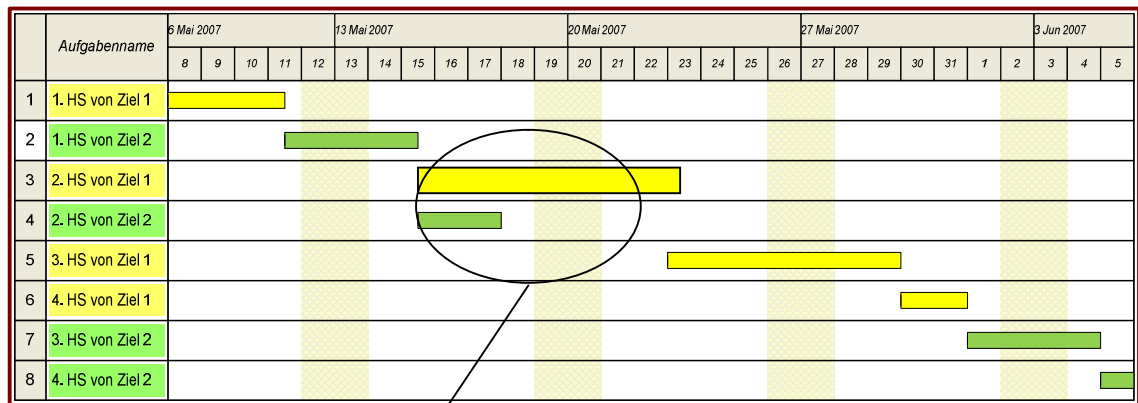 6 Mai 2007 13 Mai 2007 20 Mai 2007 27 Mai 2007 3 Jun 2007
Aufgabenname
8 9 10 11 12 13 14 15 16 17 18 19 20 21 22 23 24 25 26 27 28 29 30 31 1 2 3 4 5
1 1. HS von Ziel 1
2 1. HS von Ziel 2
3 2. HS von Ziel 1
4 2. HS von Ziel 2
5 3. HS von Ziel 1
6 4. HS von Ziel 1
7 3. HS von Ziel 2
8 4. HS von Ziel 2